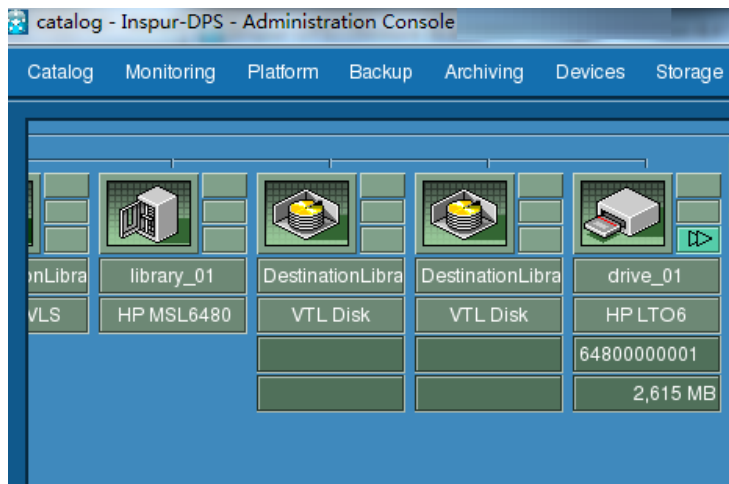 catalog - Inspur-DPS - Administration Console
Catalog Monitoring Platform Backup Archiving Devices Storage
onLibra library_01 DestinationLibra DestinationLibra drive_01
VLS HP MSL6480 VTL Disk VTL Disk HP LTO6
64800000001
2,615 MB